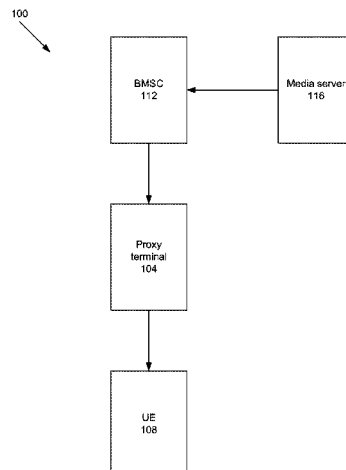 100
BMSC
112
Media server
116
Proxy
terminal
104
UE
108